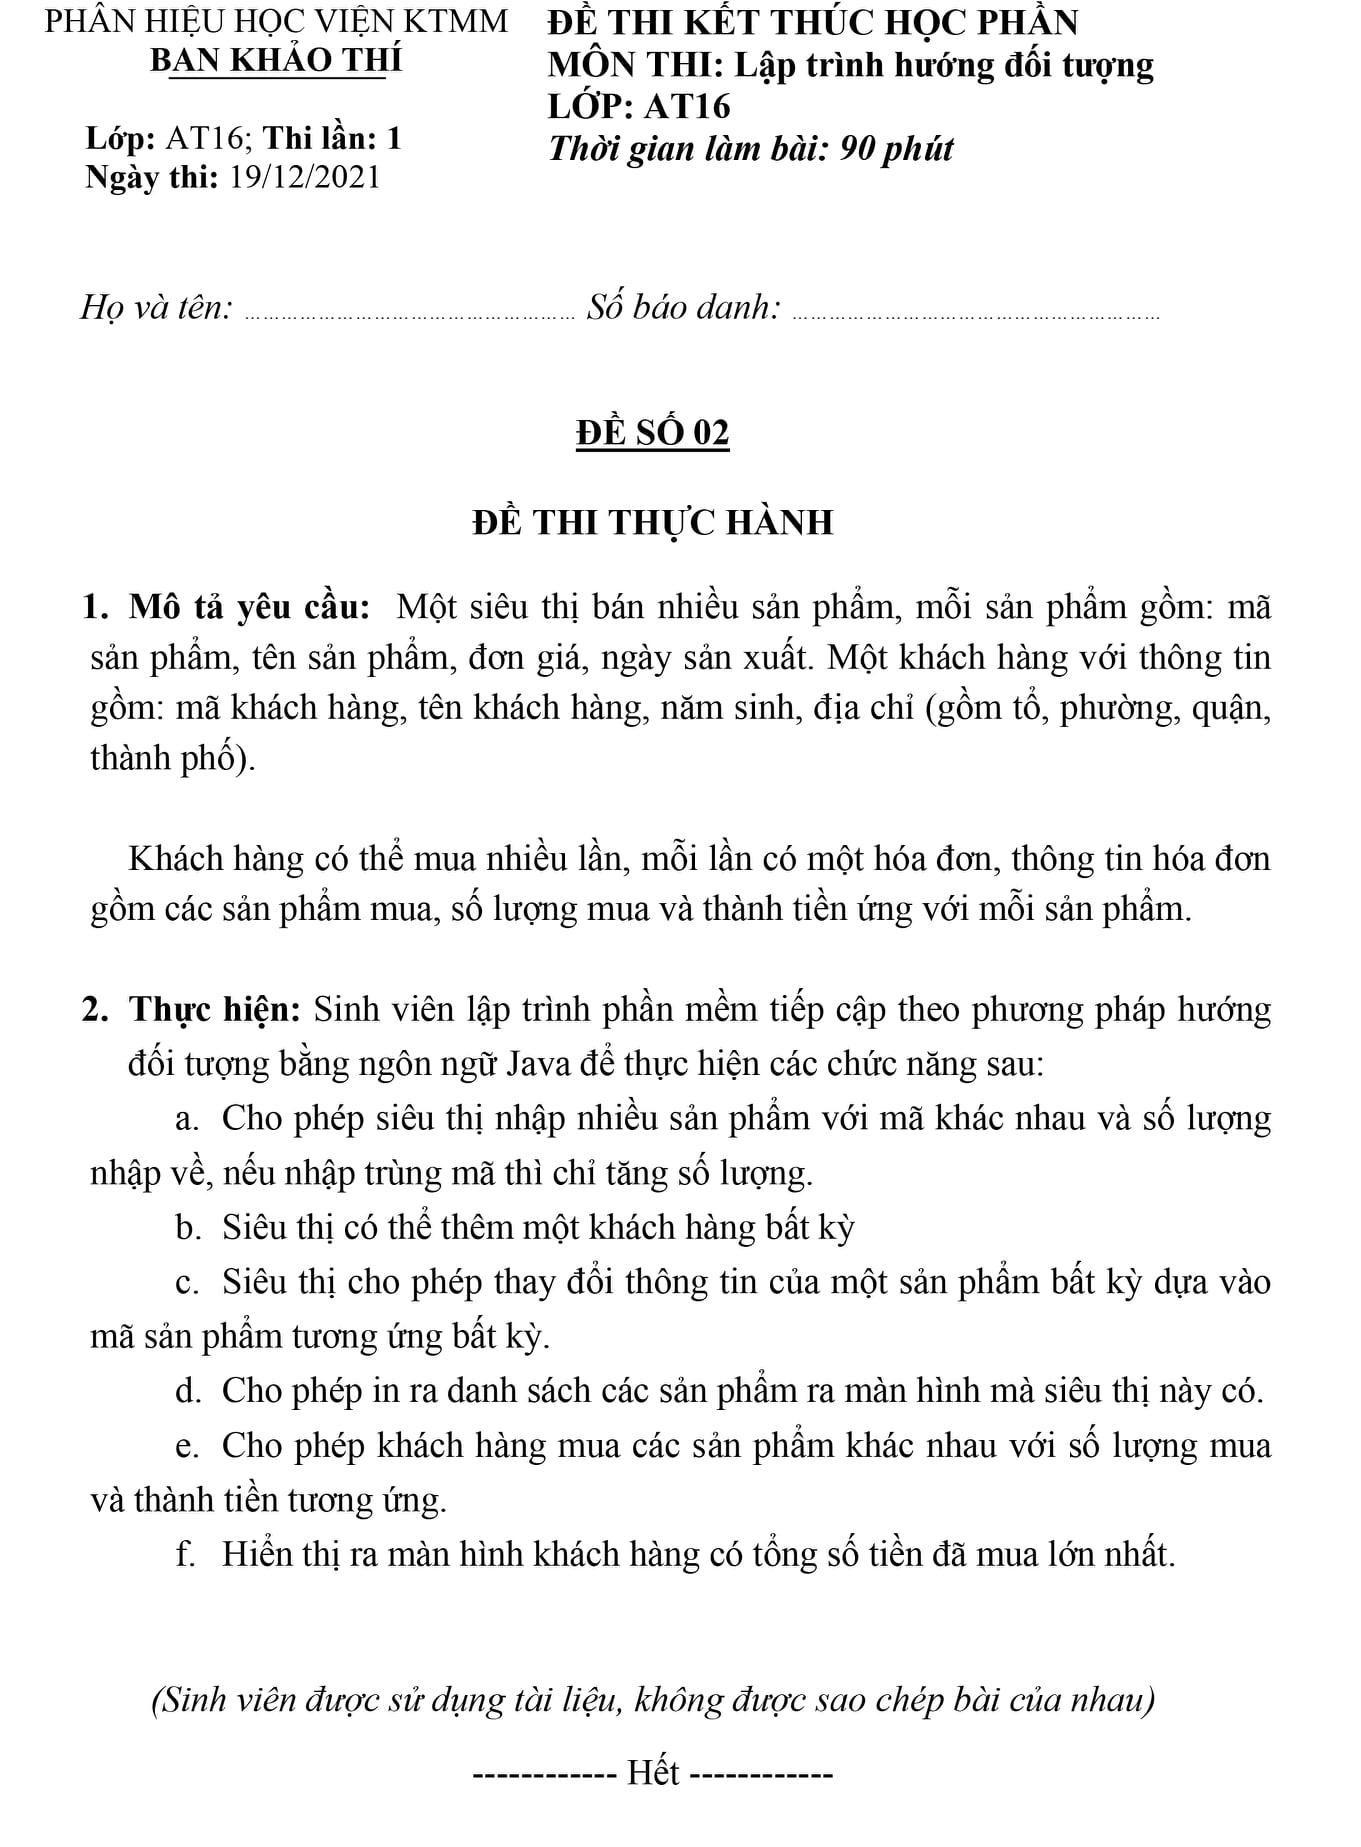 PHÂN HIỆU HỌC VIỆN KTMM
BAN KHẢO THÍ
Lớp: AT16; Thi lần: 1
Ngày thi: 19/12/2021
ĐỀ THI KẾT THÚC HỌC PHẦN
MÔN THI: Lập trình hướng đối tượng
LỚP: AT16
Thời gian làm bài: 90 phút
Họ và tên: ........................................................ Số báo danh: ..............................................................
ĐỀ SỐ 02
ĐỀ THI THỰC HÀNH
1. Mô tả yêu cầu: Một siêu thị bán nhiều sản phẩm, mỗi sản phẩm gồm: mã
sản phẩm, tên sản phẩm, đơn giá, ngày sản xuất. Một khách hàng với thông tin
gồm: mã khách hàng, tên khách hàng, năm sinh, địa chỉ (gồm tổ, phường, quận,
thành phố).
Khách hàng có thể mua nhiều lần, mỗi lần có một hóa đơn, thông tin hóa đơn
gồm các sản phẩm mua, số lượng mua và thành tiền ứng với mỗi sản phẩm.
2. Thực hiện: Sinh viên lập trình phần mềm tiếp cập theo phương pháp hướng
đối tượng bằng ngôn ngữ Java để thực hiện các chức năng sau:
a. Cho phép siêu thị nhập nhiều sản phẩm với mã khác nhau và số lượng
nhập về, nếu nhập trùng mã thì chỉ tăng số lượng.
b. Siêu thị có thể thêm một khách hàng bất kỳ
c. Siêu thị cho phép thay đổi thông tin của một sản phẩm bất kỳ dựa vào
mã sản phẩm tương ứng bất kỳ.
d. Cho phép in ra danh sách các sản phẩm ra màn hình mà siêu thị này có.
e. Cho phép khách hàng mua các sản phẩm khác nhau với số lượng mua
và thành tiền tương ứng.
f. Hiển thị ra màn hình khách hàng có tổng số tiền đã mua lớn nhất.
(Sinh viên được sử dụng tài liệu, không được sao chép bài của nhau)
------------ Hết ------------